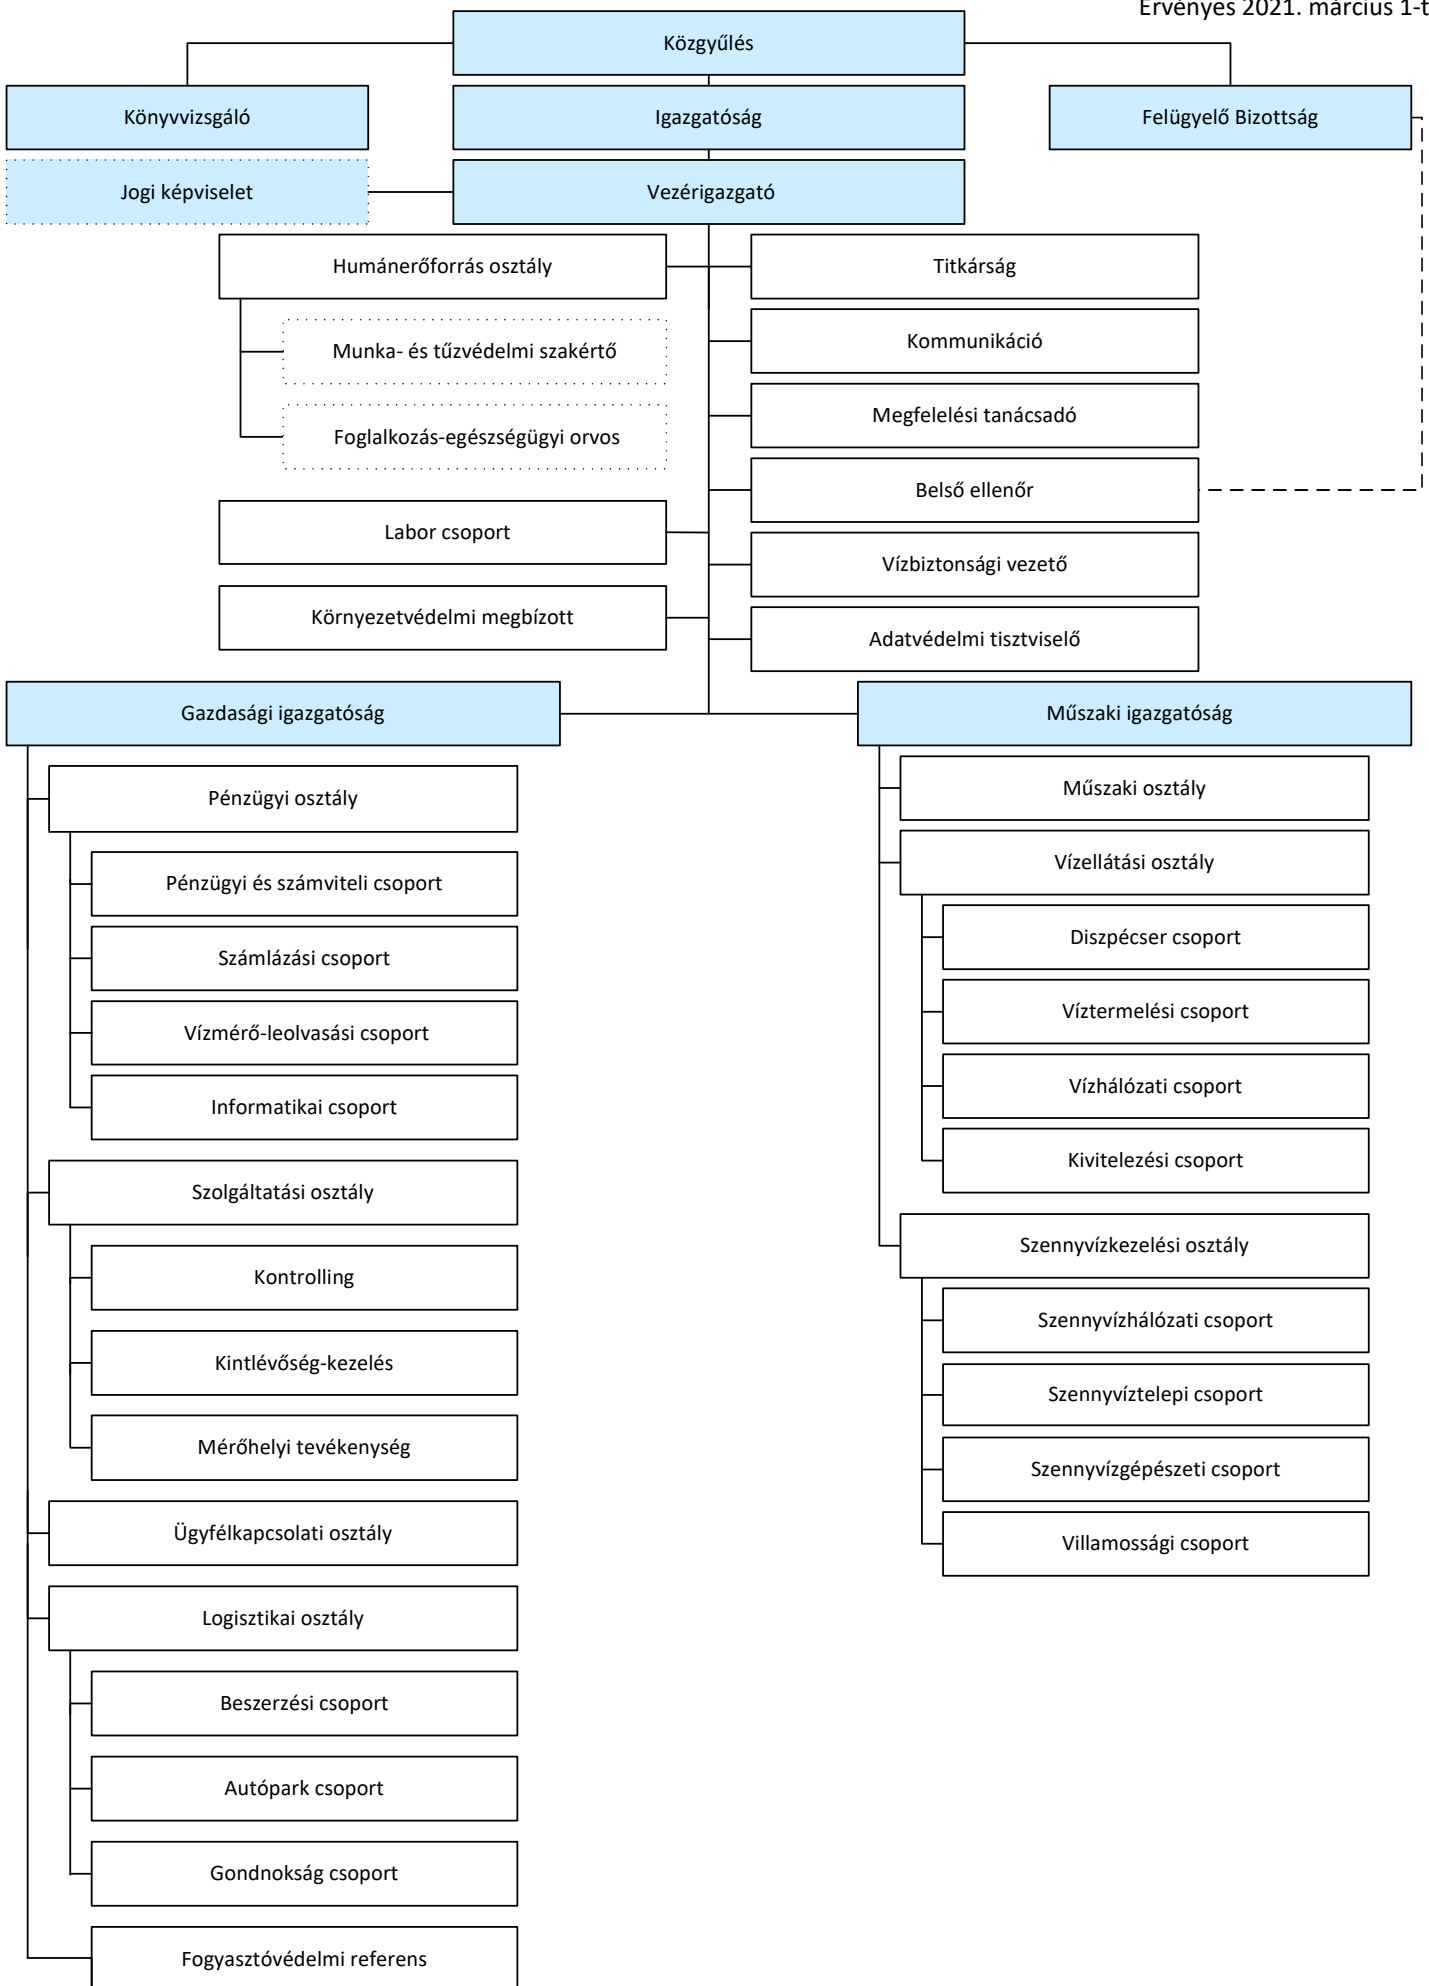 Érvényes 2021. március 1-t
Közgyűlés
Könyvvizsgáló
Igazgatóság
Felügyelő Bizottság
Jogi képviselet
Vezérigazgató
Humánerőforrás osztály
Titkárság
Munka- és tűzvédelmi szakértő
Kommunikáció
Foglalkozás-egészségügyi orvos
Megfelelési tanácsadó
Belső ellenőr
Labor csoport
Vízbiztonsági vezető
Környezetvédelmi megbízott
Adatvédelmi tisztviselő
Gazdasági igazgatóság
Műszaki igazgatóság
Pénzügyi osztály
Pénzügyi és számviteli csoport
Számlázási csoport
Vízmérő-leolvasási csoport
Informatikai csoport
Szolgáltatási osztály
Kontrolling
Kintlévőség-kezelés
Mérőhelyi tevékenység
Ügyfélkapcsolati osztály
Logisztikai osztály
Beszerzési csoport
Autópark csoport
Gondnokság csoport
Fogyasztóvédelmi referens
Műszaki osztály
Vízellátási osztály
Diszpécser csoport
Víztermelési csoport
Vízhálózati csoport
Kivitelezési csoport
Szennyvízkezelési osztály
Szennyvízhálózati csoport
Szennyvíztelepi csoport
Szennyvízgépészeti csoport
Villamossági csoport